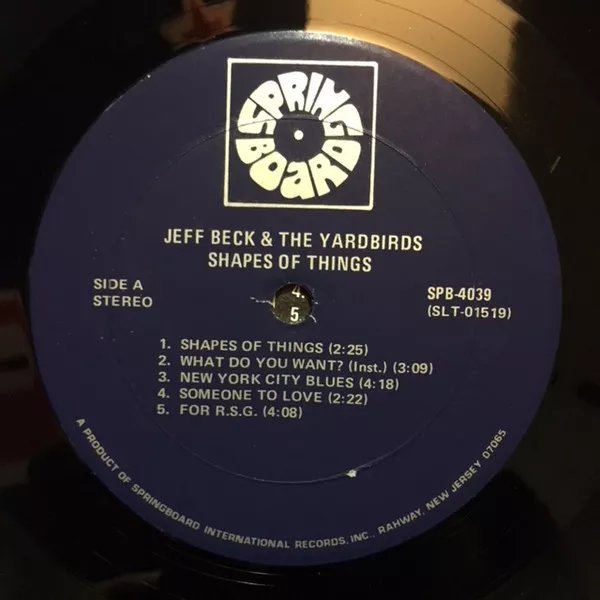 SPRING
BOARD
JEFF BECK & THE YARDBIRDS
SHAPES OF THINGS
SIDE A
STEREO
SPB-4039
(SLT-01519)
4.
5.
1. SHAPES OF THINGS (2:25)
2. WHAT DO YOU WANT? (Inst.) (3:09)
3. NEW YORK CITY BLUES (4:18)
4. SOMEONE TO LOVE (2:22)
5. FOR R.S.G. (4:08)
A PRODUCT OF SPRINGBOARD INTERNATIONAL RECORDS, INC., RAHWAY, NEW JERSEY 07065